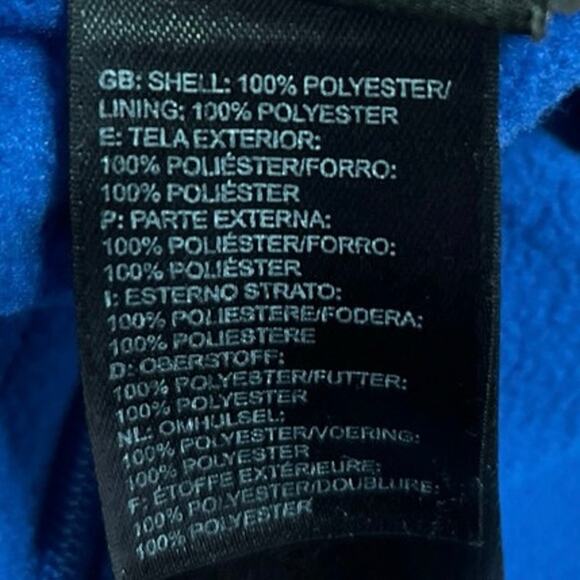 GB: SHELL: 100% POLYESTER/
LINING: 100% POLYESTER
E: TELA EXTERIOR:
100% POLIÉSTER/FORRO:
100% POLIÉSTER
P: PARTE EXTERNA:
100% POLIÉSTER/FORRO:
100% POLIÉSTER
I: ESTERNO STRATO:
100% POLIESTERE/FODERA:
100% POLIESTERE
D: OBERSTOFF:
100% POLYESTER/FUTTER:
100% POLYESTER
NL: OMHULSEL:
100% POLYESTER/VOERING:
100% POLYESTER
F: ÉTOFFE EXTÉRIEURE:
100% POLYESTER/DOUBLURE:
100% POLYESTER